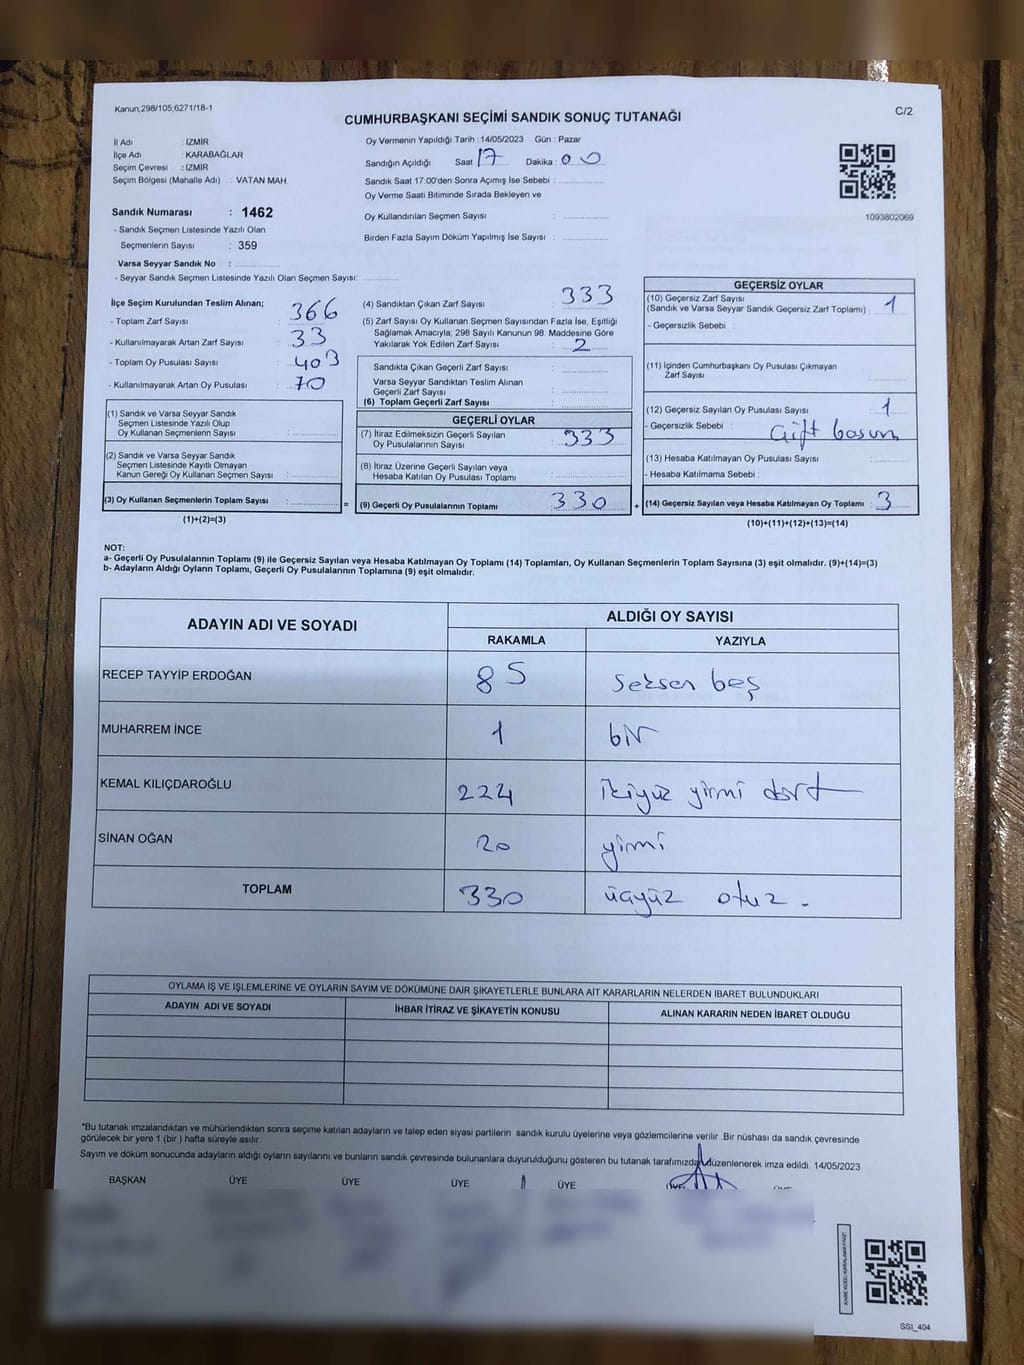 Kanun,298/105,6271/18-1
C/2
CUMHURBAŞKANI SEÇİMİ SANDIK SONUÇ TUTANAĞI
İl Adı : İZMİR
İlçe Adı : KARABAĞLAR
Seçim Çevresi : İZMİR
Seçim Bölgesi (Mahalle Adı) : VATAN MAH.
Oy Vermenin Yapıldığı Tarih : 14/05/2023 Gün : Pazar
Sandığın Açıldığı Saat 17 Dakika : 00
Sandık Saat 17:00'den Sonra Açımış İse Sebebi :
Oy Verme Saati Bitiminde Sırada Bekleyen ve
Oy Kullandırılan Seçmen Sayısı :
Birden Fazla Sayım Döküm Yapılmış İse Sayısı :
1093802069
Sandık Numarası : 1462
- Sandık Seçmen Listesinde Yazılı Olan
Seçmenlerin Sayısı : 359
Varsa Seyyar Sandık No :
- Seyyar Sandık Seçmen Listesinde Yazılı Olan Seçmen Sayısı:
İlçe Seçim Kurulundan Teslim Alınan;
- Toplam Zarf Sayısı : 366
- Kullanılmayarak Artan Zarf Sayısı : 33
- Toplam Oy Pusulası Sayısı : 403
- Kullanılmayarak Artan Oy Pusulası : 70
(1) Sandık ve Varsa Seyyar Sandık
Seçmen Listesinde Yazılı Olup
Oy Kullanan Seçmenlerin Sayısı :
(2) Sandık ve Varsa Seyyar Sandık
Seçmen Listesinde Kayıtlı Olmayan
Kanun Gereği Oy Kullanan Seçmen Sayısı :
(3) Oy Kullanan Seçmenlerin Toplam Sayısı :
(1)+(2)=(3)
(4) Sandıktan Çıkan Zarf Sayısı : 333
(5) Zarf Sayısı Oy Kullanan Seçmen Sayısından Fazla İse, Eşitliği
Sağlamak Amacıyla; 298 Sayılı Kanunun 98. Maddesine Göre
Yakılarak Yok Edilen Zarf Sayısı : 2
Sandıkta Çıkan Geçerli Zarf Sayısı :
Varsa Seyyar Sandıktan Teslim Alınan
Geçerli Zarf Sayısı :
(6) Toplam Geçerli Zarf Sayısı :
GEÇERLİ OYLAR
(7) İtiraz Edilmeksizin Geçerli Sayılan
Oy Pusulalarının Sayısı : 333
(8) İtiraz Üzerine Geçerli Sayılan veya
Hesaba Katılan Oy Pusulası Toplamı :
= (9) Geçerli Oy Pusulalarının Toplamı : 330 +
GEÇERSİZ OYLAR
(10) Geçersiz Zarf Sayısı
(Sandık ve Varsa Seyyar Sandık Geçersiz Zarf Toplamı) : 1
- Geçersizlik Sebebi :
(11) İçinden Cumhurbaşkanı Oy Pusulası Çıkmayan
Zarf Sayısı :
(12) Geçersiz Sayılan Oy Pusulası Sayısı : 1
- Geçersizlik Sebebi : Çift basım
(13) Hesaba Katılmayan Oy Pusulası Sayısı :
- Hesaba Katılmama Sebebi :
(14) Geçersiz Sayılan veya Hesaba Katılmayan Oy Toplamı : 3
(10)+(11)+(12)+(13)=(14)
NOT:
a- Geçerli Oy Pusulalarının Toplamı (9) ile Geçersiz Sayılan veya Hesaba Katılmayan Oy Toplamı (14) Toplamları, Oy Kullanan Seçmenlerin Toplam Sayısına (3) eşit olmalıdır. (9)+(14)=(3)
b- Adayların Aldığı Oyların Toplamı, Geçerli Oy Pusulalarının Toplamına (9) eşit olmalıdır.
ADAYIN ADI VE SOYADI
ALDIĞI OY SAYISI
RAKAMLA YAZIYLA
RECEP TAYYİP ERDOĞAN 85 Seksen beş
MUHARREM İNCE 1 bir
KEMAL KILIÇDAROĞLU 224 İkiyüz yirmi dört
SİNAN OĞAN 20 yirmi
TOPLAM 330 üçyüz otuz.
OYLAMA İŞ VE İŞLEMLERİNE VE OYLARIN SAYIM VE DÖKÜMÜNE DAİR ŞİKAYETLERLE BUNLARA AİT KARARLARIN NELERDEN İBARET BULUNDUKLARI
ADAYIN ADI VE SOYADI İHBAR İTİRAZ VE ŞİKAYETİN KONUSU ALINAN KARARIN NEDEN İBARET OLDUĞU
*Bu tutanak imzalandıktan ve mühürlendikten sonra seçime katılan adayların ve talep eden siyasi partilerin sandık kurulu üyelerine veya gözlemcilerine verilir .Bir nüshası da sandık çevresinde
görülecek bir yere 1 (bir ) hafta süreyle asılır.
Sayım ve döküm sonucunda adayların aldığı oyların sayılarını ve bunların sandık çevresinde bulunanlara duyurulduğunu gösteren bu tutanak tarafımızdan düzenlenerek imza edildi. 14/05/2023
BAŞKAN ÜYE ÜYE ÜYE ÜYE ÜYE ÜYE
KARE KODU KARALAMAYINIZ!
SSI_404